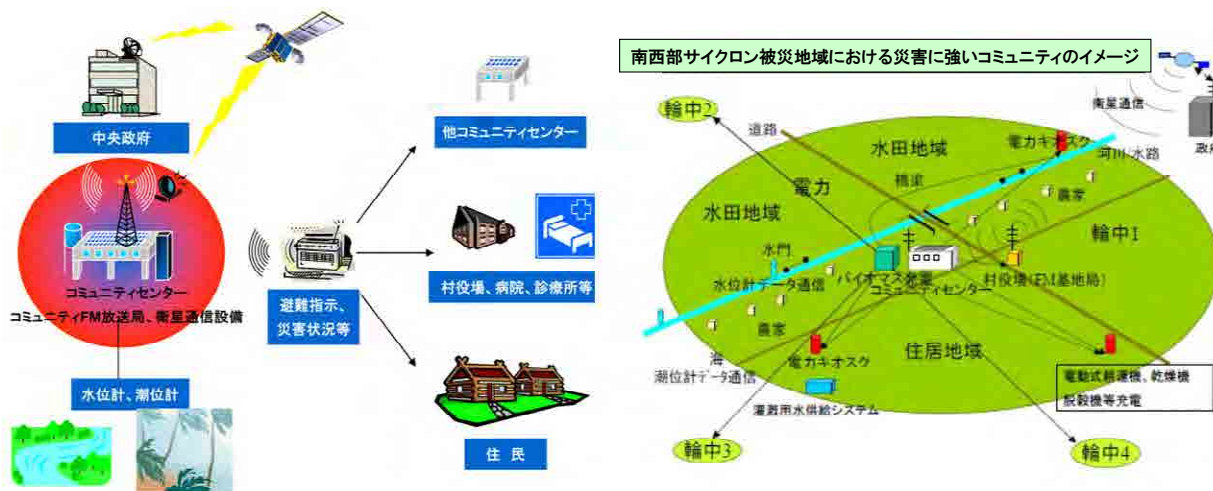 中央政府
コミュニティセンター
コミュニティFM放送局、衛星通信設備
水位計、潮位計
避難指示、
災害状況等
他コミュニティセンター
村役場、病院、診療所等
住 民
南西部サイクロン被災地域における災害に強いコミュニティのイメージ
衛星通信
政府
輪中2
道路
水田地域
電力キオスク
河川/水路
橋梁
電力
農家
水田地域
輪中1
水門
バイオマス発電
村役場(FM基地局)
水位計データ通信
コミュニティセンター
農家
住居地域
海
電力キオスク
潮位計データ通信
電動式耕運機、乾燥機
脱穀機等充電
灌漑用水供給システム
輪中3
輪中4